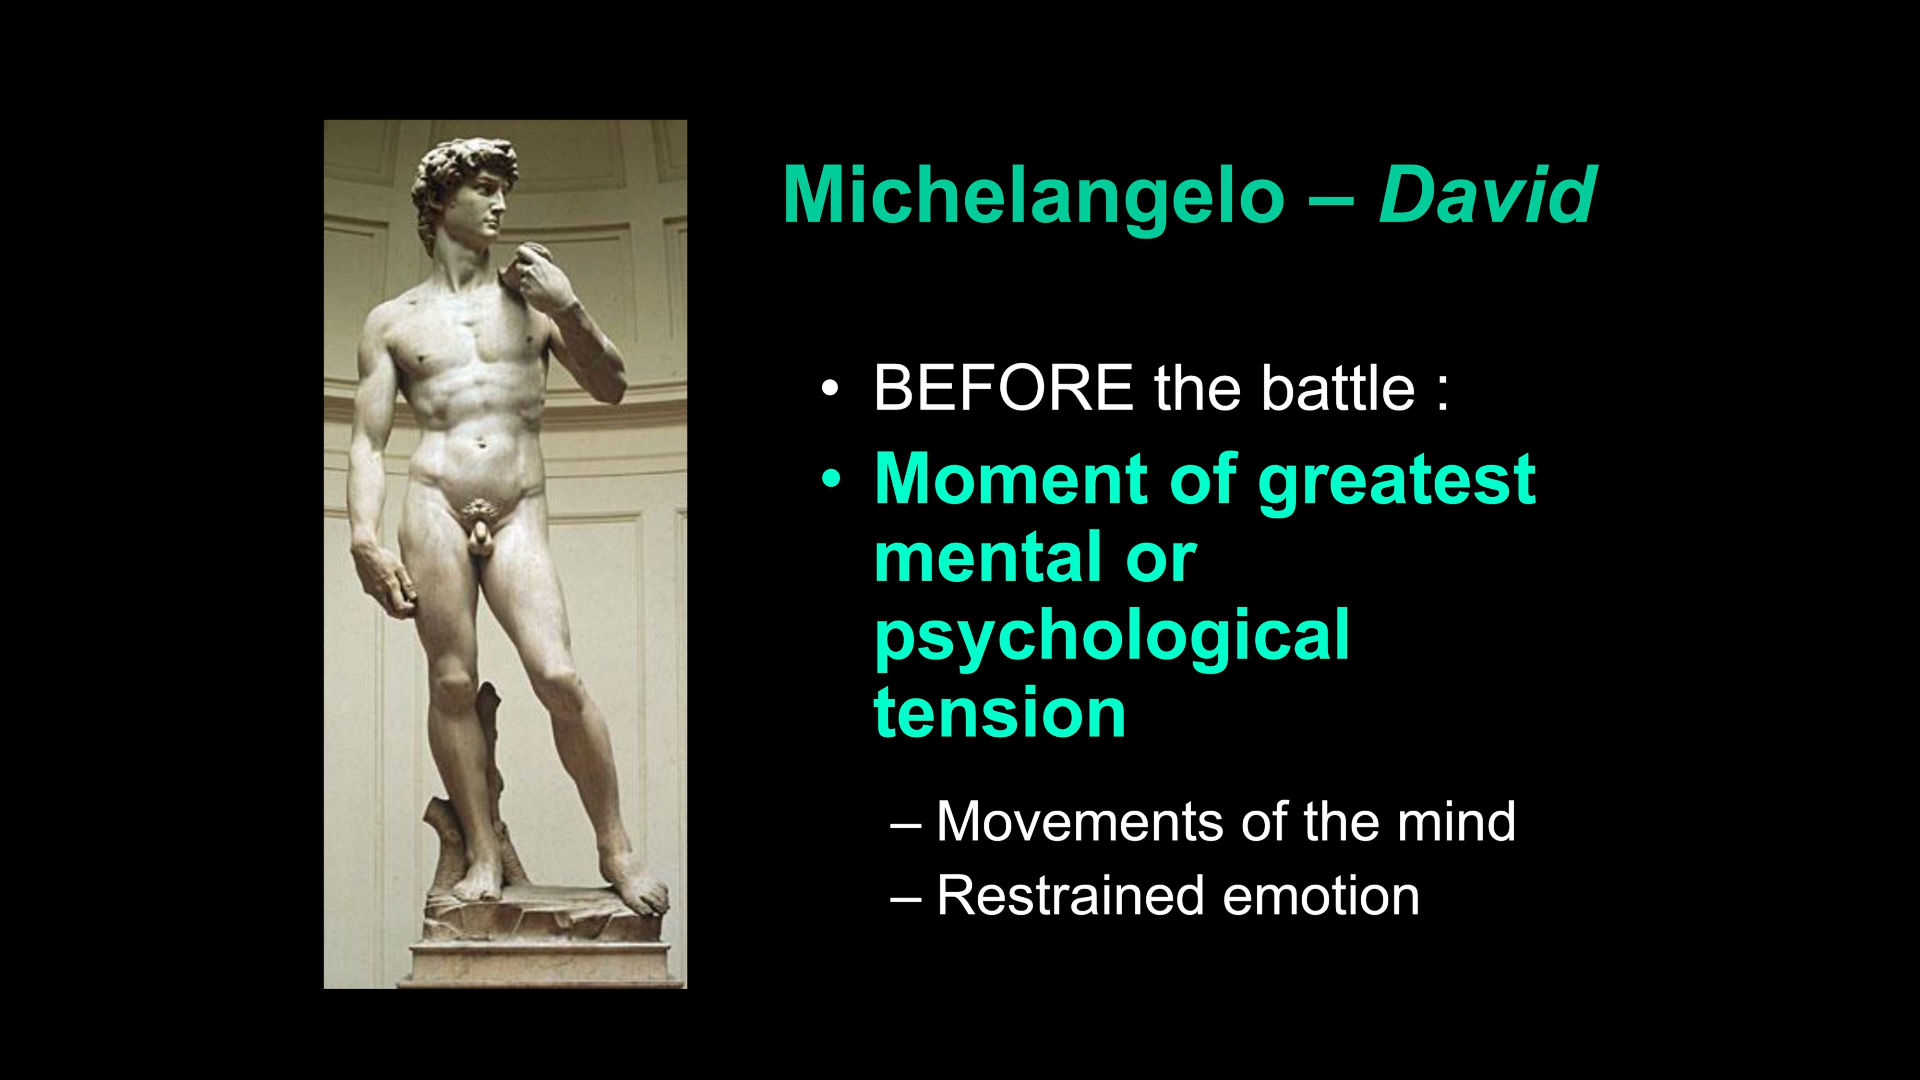 Michelangelo – David
• BEFORE the battle :
• Moment of greatest
mental or
psychological
tension
– Movements of the mind
– Restrained emotion